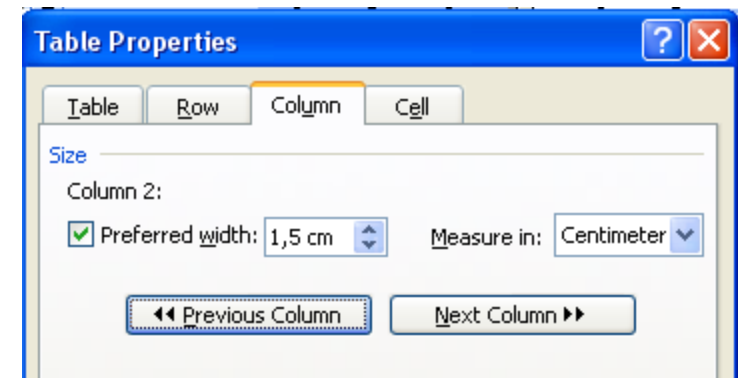 Table Properties
Table Row Column Cell
Size
Column 2:
Preferred width: 1,5 cm Measure in: Centimeter
Previous Column Next Column